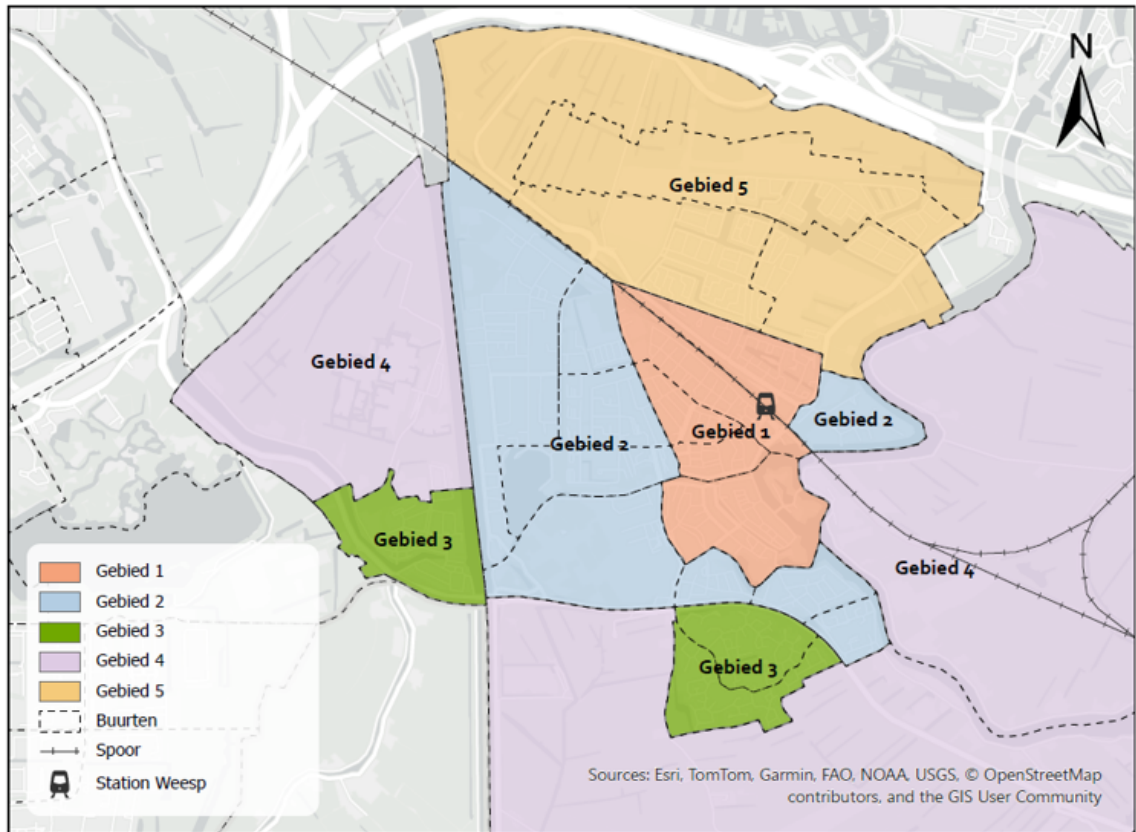 N
Gebied 5
Gebied 4
Gebied 2
Gebied 1
Gebied 2
Gebied 3
Gebied 4
Gebied 3
Gebied 1
Gebied 2
Gebied 3
Gebied 4
Gebied 5
Buurten
Spoor
Station Weesp
Sources: Esri, TomTom, Garmin, FAO, NOAA, USGS, © OpenStreetMap
contributors, and the GIS User Community